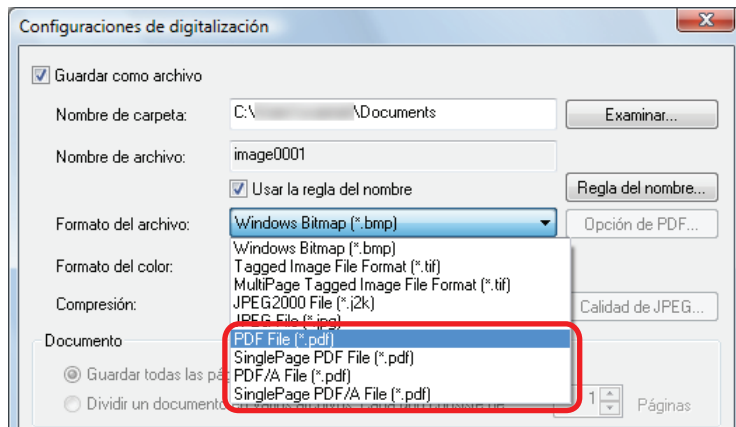 Configuraciones de digitalización
Guardar como archivo
Nombre de carpeta: C:\ \Documents Examinar...
Nombre de archivo: image0001
Usar la regla del nombre Regla del nombre...
Formato del archivo: Windows Bitmap (*.bmp) Opción de PDF...
Windows Bitmap (*.bmp)
Formato del color: Tagged Image File Format (*.tif)
MultiPage Tagged Image File Format (*.tif)
Compresión: JPEG2000 File (*.j2k) Calidad de JPEG...
JPEG File (*.jpg)
Documento PDF File (*.pdf)
SinglePage PDF File (*.pdf)
Guardar todas las PDF/A File (*.pdf)
SinglePage PDF/A File (*.pdf)
Dividir un documento 1 Páginas